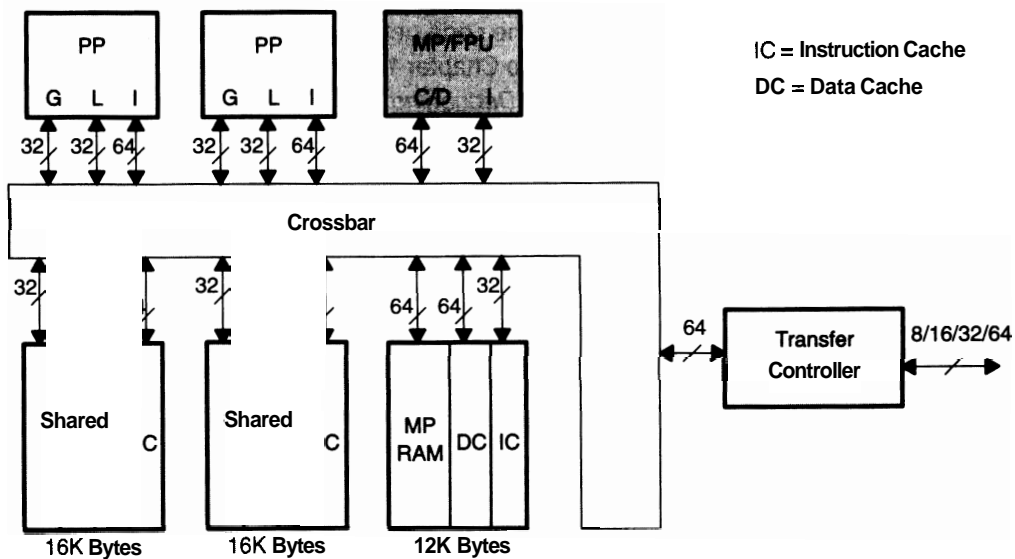 PP
PP
MP/FPU
IC = Instruction Cache
DC = Data Cache
G L I
G L I
C/D I
32 32 64
32 32 64
64 32
Crossbar
32
32
64 64 32
64
8/16/32/64
Transfer
Controller
Shared
C
Shared
MP
RAM
DC
IC
16K Bytes
16K Bytes
12K Bytes